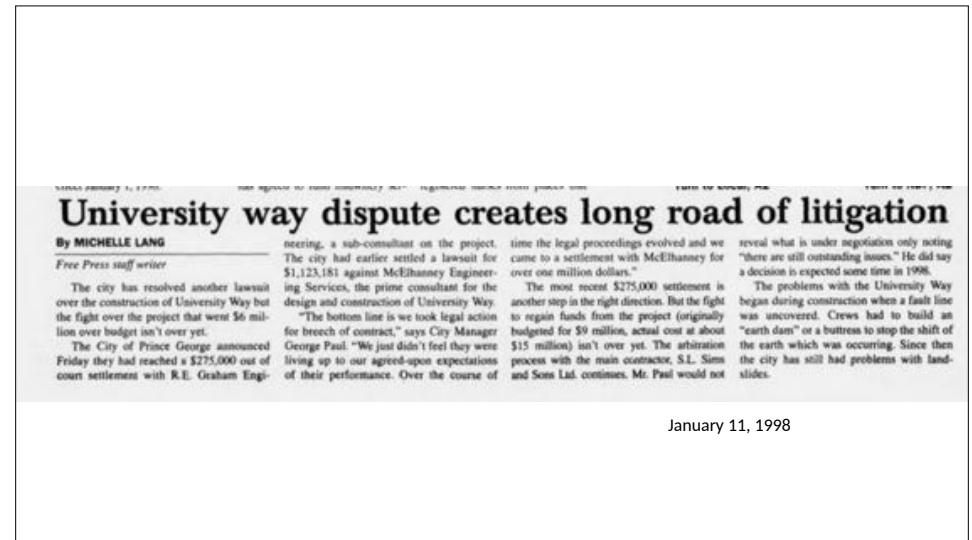 University way dispute creates long road of litigation
By MICHELLE LANG
Free Press staff writer
The city has resolved another lawsuit
over the construction of University Way but
the fight over the project that went $6 mil-
lion over budget isn't over yet.
The City of Prince George announced
Friday they had reached a $275,000 out of
court settlement with R.E. Graham Engi-
neering, a sub-consultant on the project.
The city had earlier settled a lawsuit for
$1,123,181 against McElhanney Engineer-
ing Services, the prime consultant for the
design and construction of University Way.
"The bottom line is we took legal action
for breech of contract," says City Manager
George Paul. "We just didn't feel they were
living up to our agreed-upon expectations
of their performance. Over the course of
time the legal proceedings evolved and we
came to a settlement with McElhanney for
over one million dollars."
The most recent $275,000 settlement is
another step in the right direction. But the fight
to regain funds from the project (originally
budgeted for $9 million, actual cost at about
$15 million) isn't over yet. The arbitration
process with the main contractor, S.L. Sims
and Sons Ltd. continues. Mr. Paul would not
reveal what is under negotiation only noting
"there are still outstanding issues." He did say
a decision is expected some time in 1998.
The problems with the University Way
began during construction when a fault line
was uncovered. Crews had to build an
"earth dam" or a buttress to stop the shift of
the earth which was occurring. Since then
the city has still had problems with land-
slides.
January 11, 1998